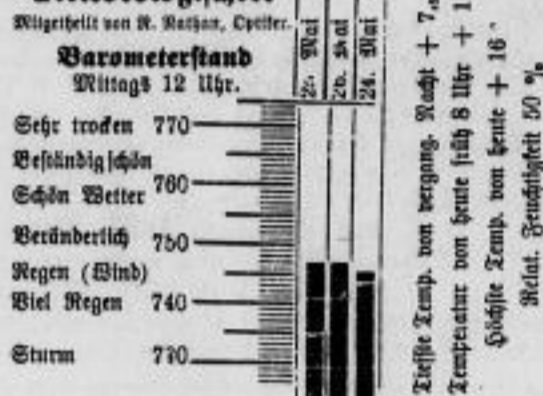 Mitgetheilt von R. Nathan, Optiker.
Barometerstand
Mittags 12 Uhr.
Mai
Mai
24. Mai
Sehr trocken 770
Beständig schön
Schön Wetter 760
Veränderlich 750
Regen (Wind)
Viel Regen 740
Sturm
Tiefste Temp. von vergang. Nacht + 7,
Temperatur von heute früh 8 Uhr + 1
Höchste Temp. von heute + 16
Relat. Feuchtigkeit 50 %